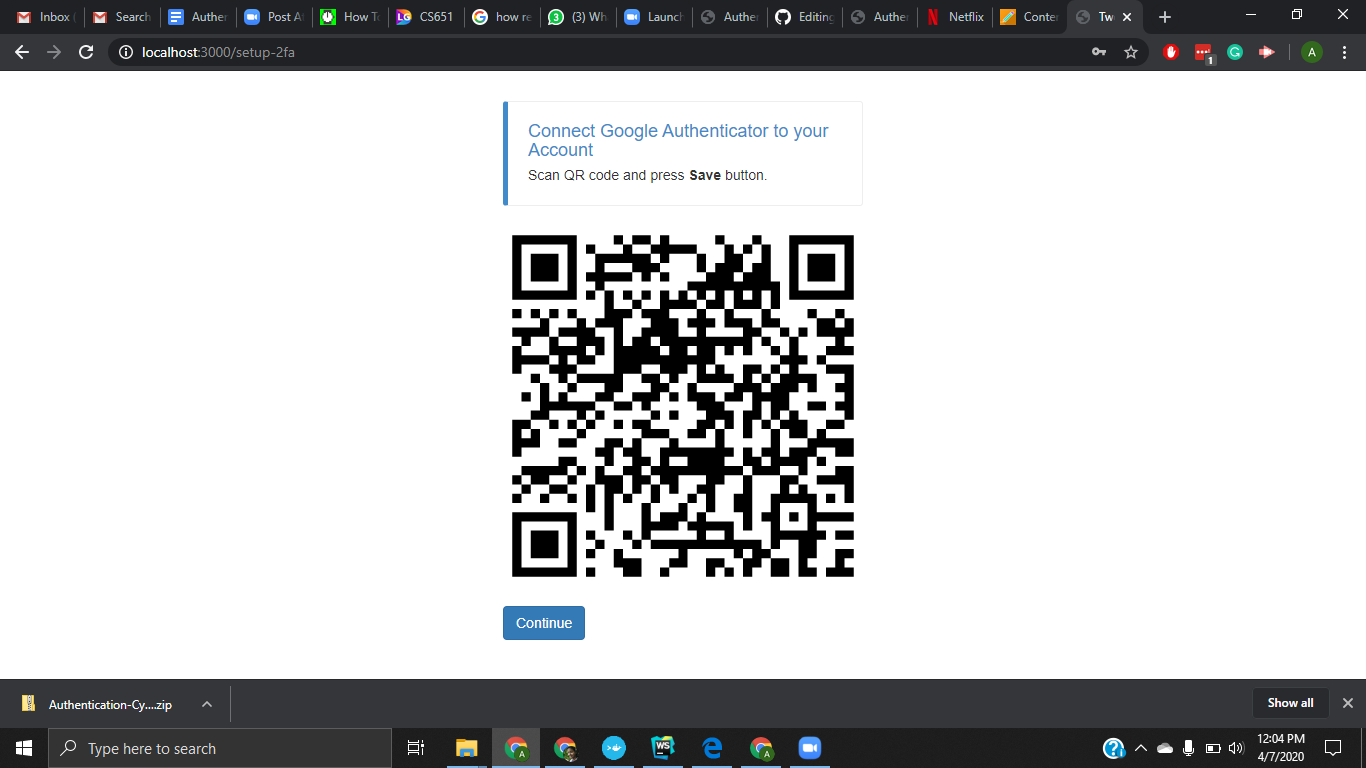 Inbox (
Search
Auther
Post At
How To
CS651
how re
(3) Wh
Launch
Auther
Editing
Auther
Netflix
Conter
Tw
localhost:3000/setup-2fa
1
A
Connect Google Authenticator to your
Account
Scan QR code and press Save button.
Continue
Authentication-Cy....zip
Show all
Type here to search
12:04 PM
4/7/2020